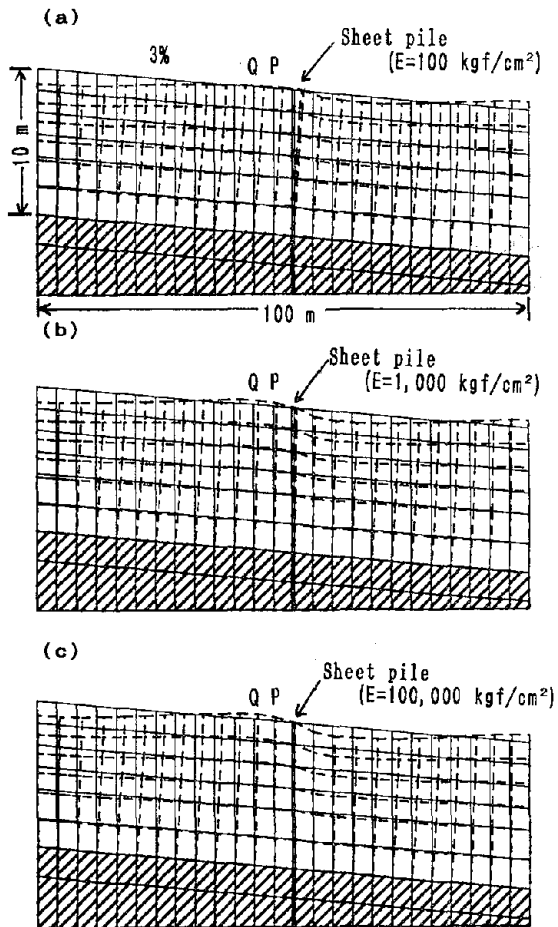 (a)
Sheet pile
3% Q P (E=100 kgf/cm²)
10 m
100 m
(b)
Sheet pile
Q P (E=1,000 kgf/cm²)
(c)
Sheet pile
Q P (E=100,000 kgf/cm²)